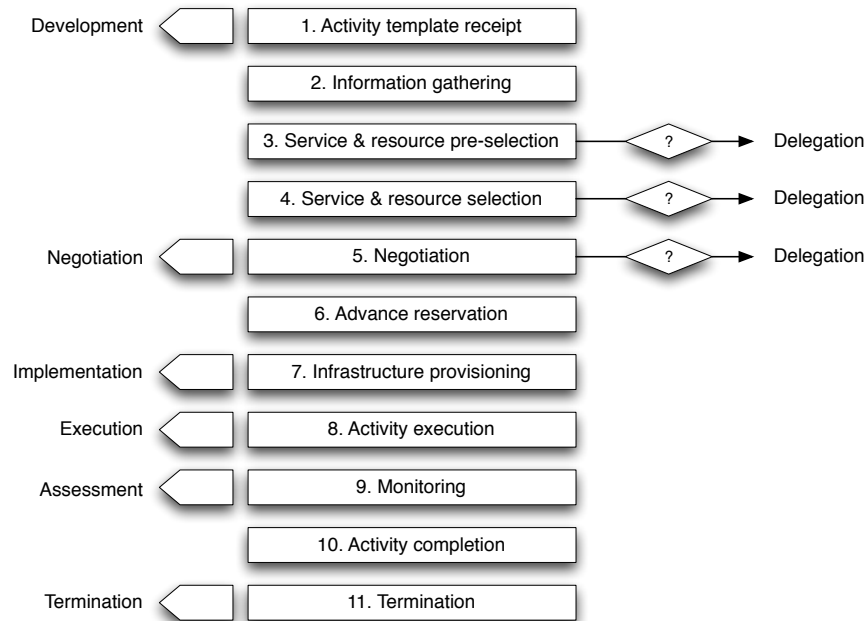 Development
1. Activity template receipt
2. Information gathering
3. Service & resource pre-selection
?
Delegation
4. Service & resource selection
?
Delegation
Negotiation
5. Negotiation
?
Delegation
6. Advance reservation
Implementation
7. Infrastructure provisioning
Execution
8. Activity execution
Assessment
9. Monitoring
10. Activity completion
Termination
11. Termination